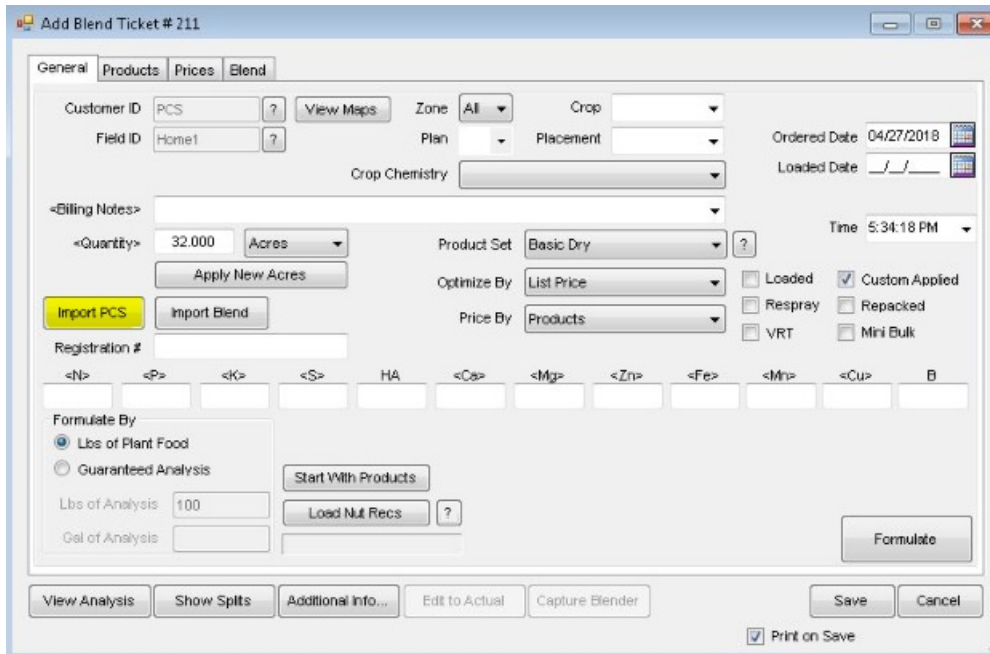 Add Blend Ticket # 211
General Products Prices Blend
Customer ID PCS ? View Maps Zone All Crop
Field ID Home1 ? Plan Placement Ordered Date 04/27/2018
Crop Chemistry Loaded Date _/_/____
<Billing Notes>
<Quantity> 32.000 Acres Product Set Basic Dry ? Time 5:34:18 PM
Apply New Acres Optimize By List Price Loaded Custom Applied
Import PCS Import Blend Price By Products Respray Repacked
VRT Mini Bulk
Registration #
<N> <P> <K> <S> HA <Ca> <Mg> <Zn> <Fe> <Mn> <Cu> B
Formulate By
Lbs of Plant Food
Guaranteed Analysis Start With Products
Lbs of Analysis 100 Load Nut Recs ?
Gal of Analysis Formulate
View Analysis Show Splits Additional Info... Edit to Actual Capture Blender Save Cancel
Print on Save